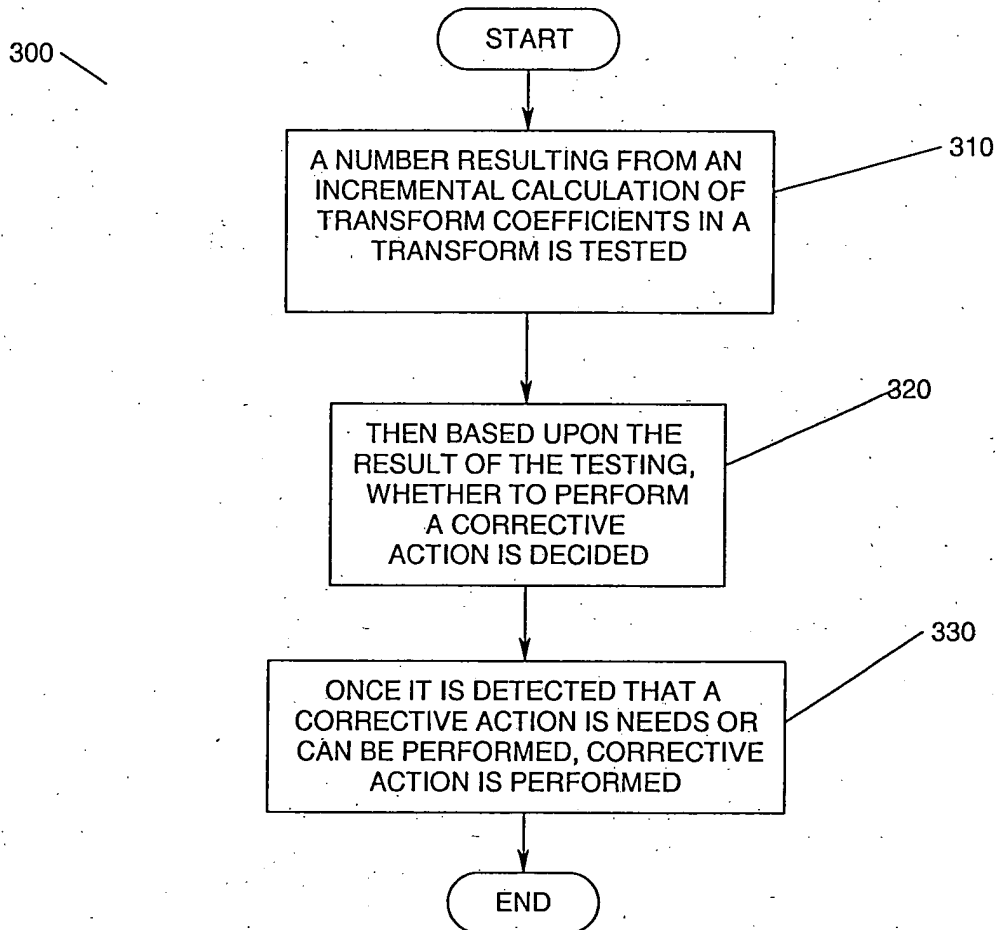 START
300
A NUMBER RESULTING FROM AN
INCREMENTAL CALCULATION OF
TRANSFORM COEFFICIENTS IN A
TRANSFORM IS TESTED
310
THEN BASED UPON THE
RESULT OF THE TESTING,
WHETHER TO PERFORM
A CORRECTIVE
ACTION IS DECIDED
320
ONCE IT IS DETECTED THAT A
CORRECTIVE ACTION IS NEEDS OR
CAN BE PERFORMED, CORRECTIVE
ACTION IS PERFORMED
330
END